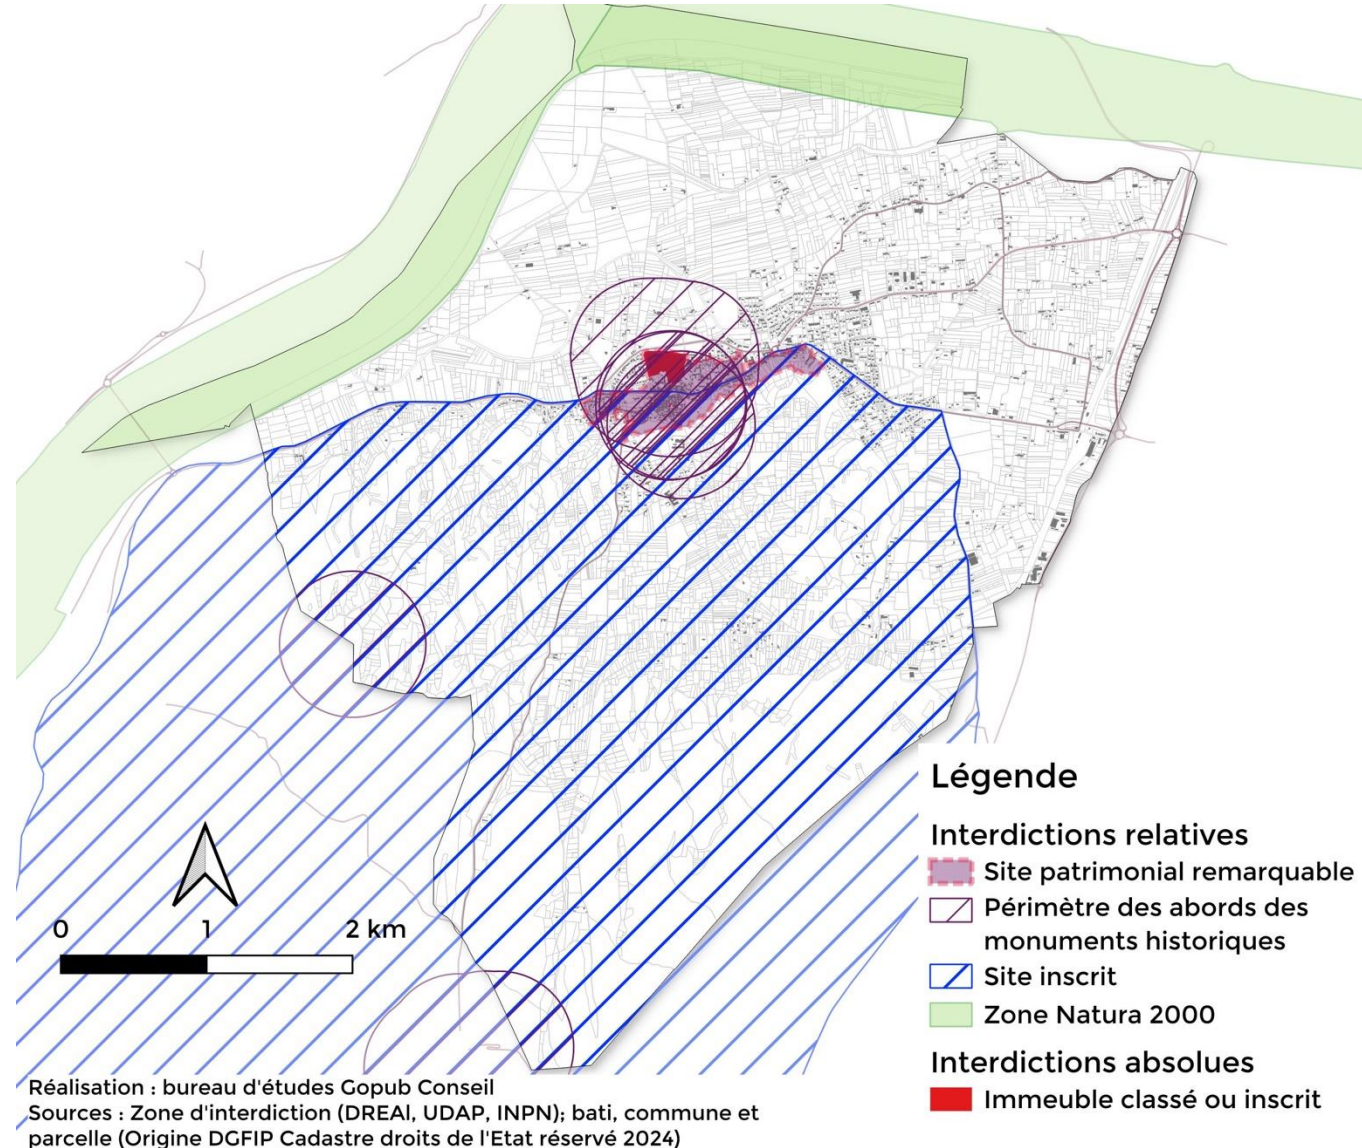 Légende
Interdictions relatives
Site patrimonial remarquable
Périmètre des abords des
monuments historiques
Site inscrit
Zone Natura 2000
Interdictions absolues
Immeuble classé ou inscrit
0 1 2 km
Réalisation : bureau d'études Gopub Conseil
Sources : Zone d'interdiction (DREAl, UDAP, INPN); bati, commune et
parcelle (Origine DGFIP Cadastre droits de l'Etat réservé 2024)